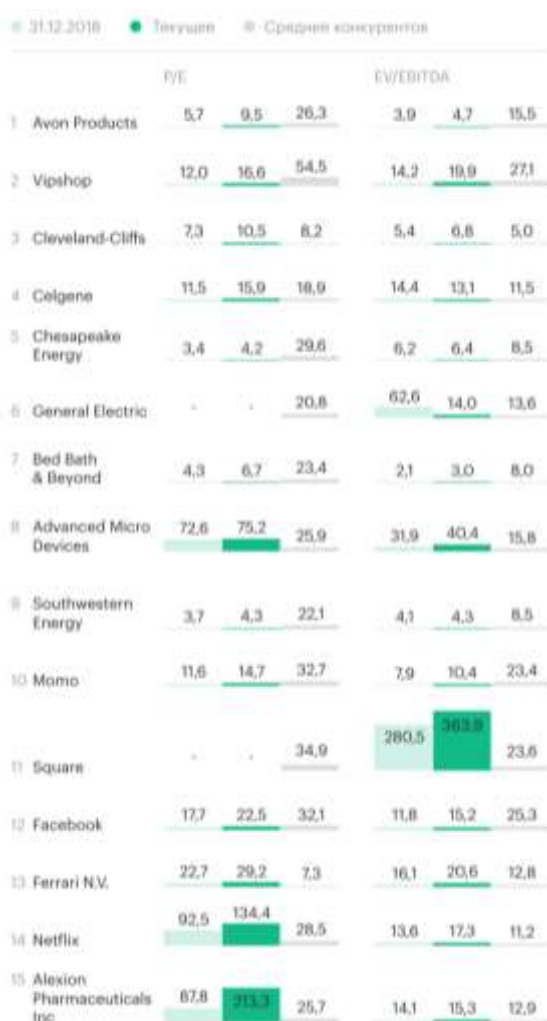 31.12.2018 Текущее Среднее конкурентов
P/E EV/EBITDA
1 Avon Products 5,7 9,5 26,3 3,9 4,7 15,5
2 Vipshop 12,0 16,6 54,5 14,2 19,9 27,1
3 Cleveland-Cliffs 7,3 10,5 8,2 5,4 6,8 5,0
4 Celgene 11,5 15,9 18,9 14,4 13,1 11,5
5 Chesapeake
Energy 3,4 4,2 29,6 6,2 6,4 8,5
6 General Electric - - 20,8 62,6 14,0 13,6
7 Bed Bath
& Beyond 4,3 6,7 23,4 2,1 3,0 8,0
8 Advanced Micro
Devices 72,6 75,2 25,9 31,9 40,4 15,8
9 Southwestern
Energy 3,7 4,3 22,1 4,1 4,3 8,5
10 Momo 11,6 14,7 32,7 7,9 10,4 23,4
11 Square - - 34,9 280,5 363,8 23,6
12 Facebook 17,7 22,5 32,1 11,8 15,2 25,3
13 Ferrari N.V. 22,7 29,2 7,3 16,1 20,6 12,8
14 Netflix 92,5 134,4 28,5 13,6 17,3 11,2
15 Alexion
Pharmaceuticals
Inc 87,8 213,3 25,7 14,1 15,3 12,9